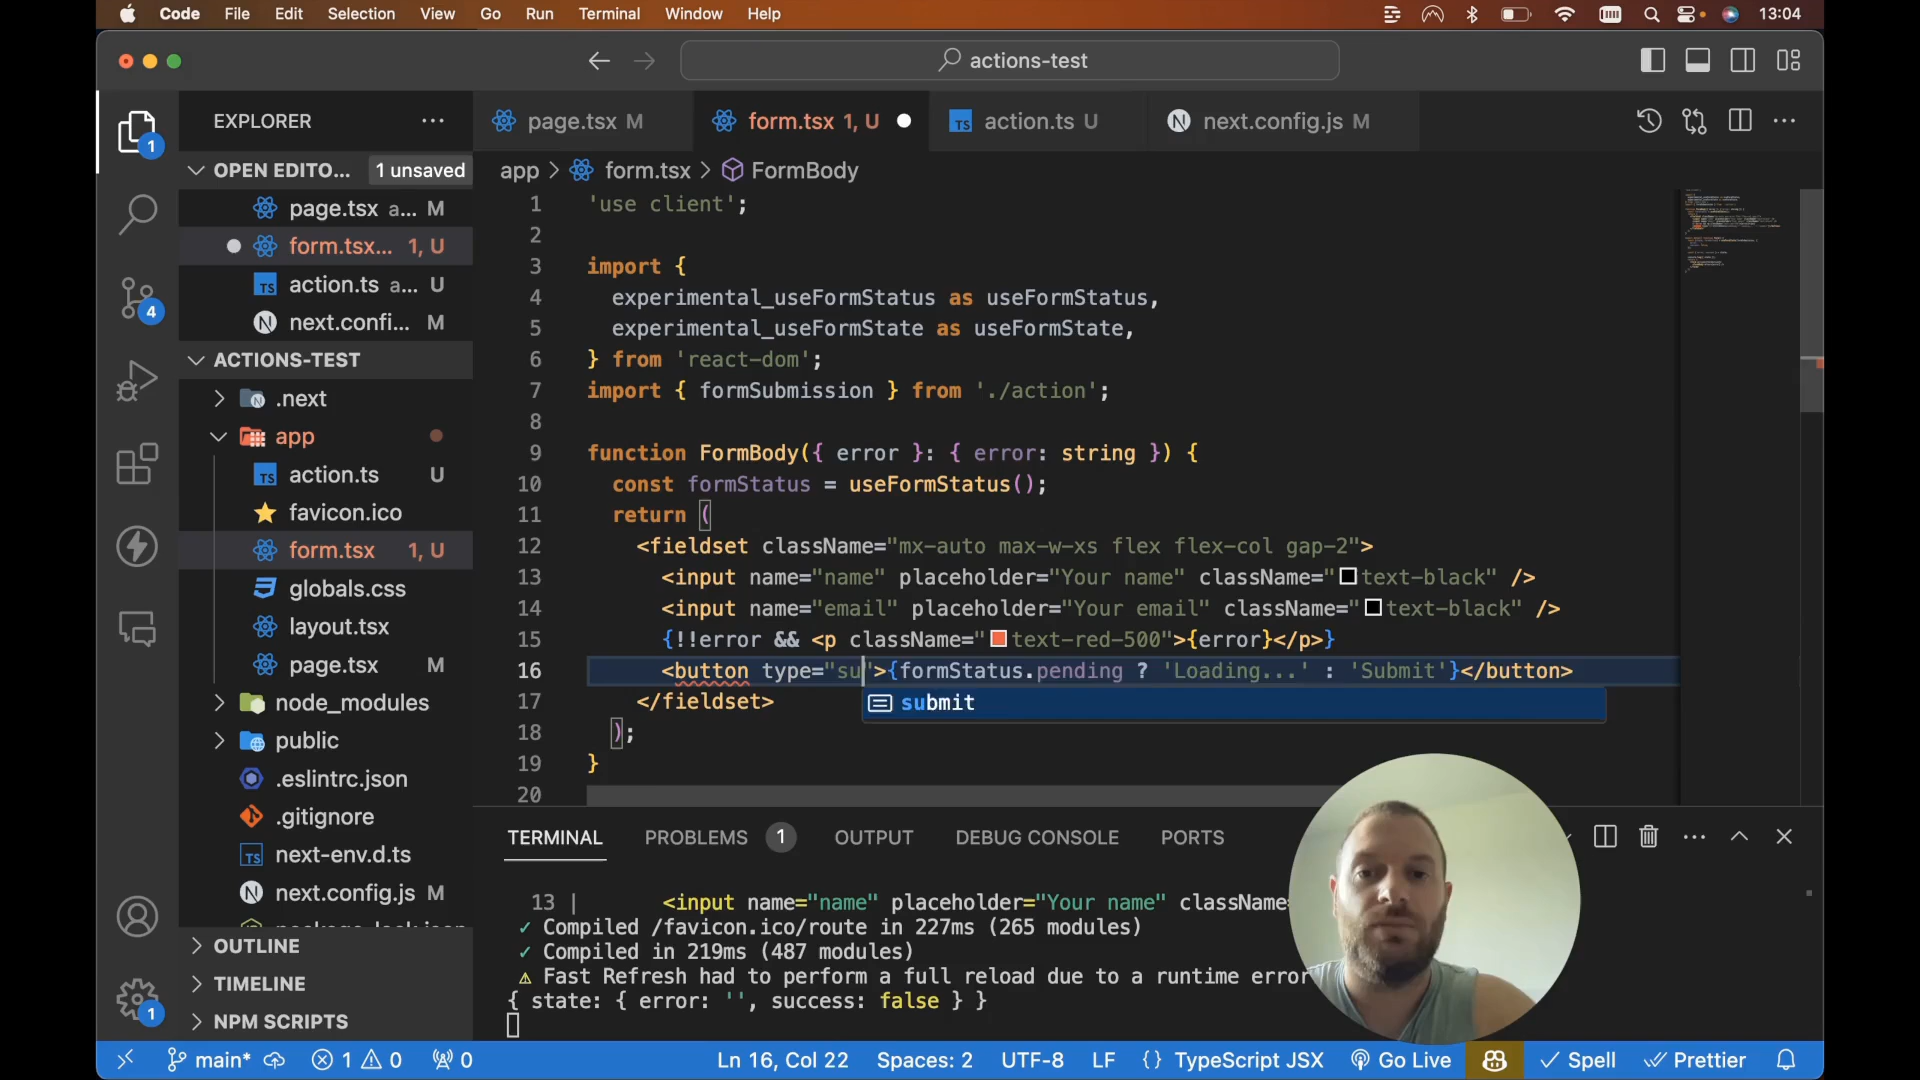 Code File Edit Selection View Go Run Terminal Window Help 13:04
actions-test
EXPLORER
page.tsx M
form.tsx 1, U
TS action.ts U
N next.config.js M
OPEN EDITO... 1 unsaved
app > form.tsx > FormBody
page.tsx a... M
form.tsx... 1, U
TS action.ts a... U
N next.confi... M
ACTIONS-TEST
.next
app
TS action.ts U
favicon.ico
form.tsx 1, U
globals.css
layout.tsx
page.tsx M
node_modules
public
.eslintrc.json
.gitignore
TS next-env.d.ts
N next.config.js M
OUTLINE
TIMELINE
NPM SCRIPTS
1
4
1
1 'use client';
2
3 import {
4 experimental_useFormStatus as useFormStatus,
5 experimental_useFormState as useFormState,
6 } from 'react-dom';
7 import { formSubmission } from './action';
8
9 function FormBody({ error }: { error: string }) {
10 const formStatus = useFormStatus();
11 return (
12 <fieldset className="mx-auto max-w-xs flex flex-col gap-2">
13 <input name="name" placeholder="Your name" className="text-black" />
14 <input name="email" placeholder="Your email" className="text-black" />
15 {!!error && <p className="text-red-500">{error}</p>}
16 <button type="su">{formStatus.pending ? 'Loading...' : 'Submit'}</button>
submit
17 </fieldset>
18 );
19 }
20
TERMINAL PROBLEMS 1 OUTPUT DEBUG CONSOLE PORTS
13 | <input name="name" placeholder="Your name" className=
✓ Compiled /favicon.ico/route in 227ms (265 modules)
✓ Compiled in 219ms (487 modules)
⚠ Fast Refresh had to perform a full reload due to a runtime error
{ state: { error: '', success: false } }
main* 1 0 0 Ln 16, Col 22 Spaces: 2 UTF-8 LF {} TypeScript JSX Go Live Spell Prettier